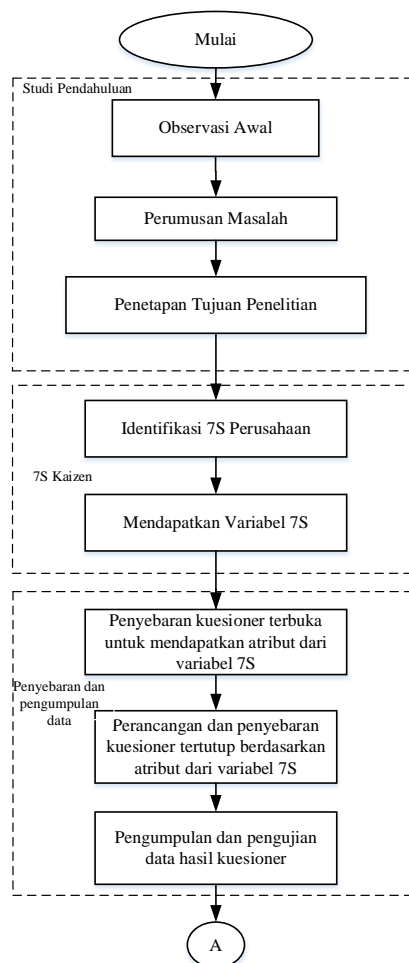 Mulai
Studi Pendahuluan
Observasi Awal
Perumusan Masalah
Penetapan Tujuan Penelitian
Identifikasi 7S Perusahaan
7S Kaizen
Mendapatkan Variabel 7S
Penyebaran kuesioner terbuka
untuk mendapatkan atribut dari
variabel 7S
Penyebaran dan
pengumpulan
data
Perancangan dan penyebaran
kuesioner tertutup berdasarkan
atribut dari variabel 7S
Pengumpulan dan pengujian
data hasil kuesioner
A